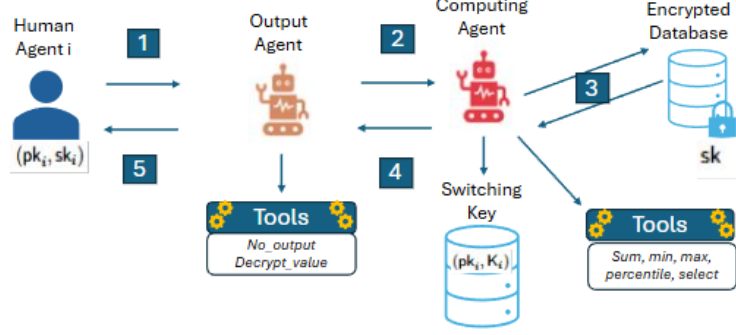 Human
Agent i
1
Output
Agent
2
Computing
Agent
Encrypted
Database
3
(pkᵢ, skᵢ)
5
4
sk
Switching
Key
Tools
No_output
Decrypt_value
(pkᵢ, Kᵢ)
Tools
Sum, min, max,
percentile, select